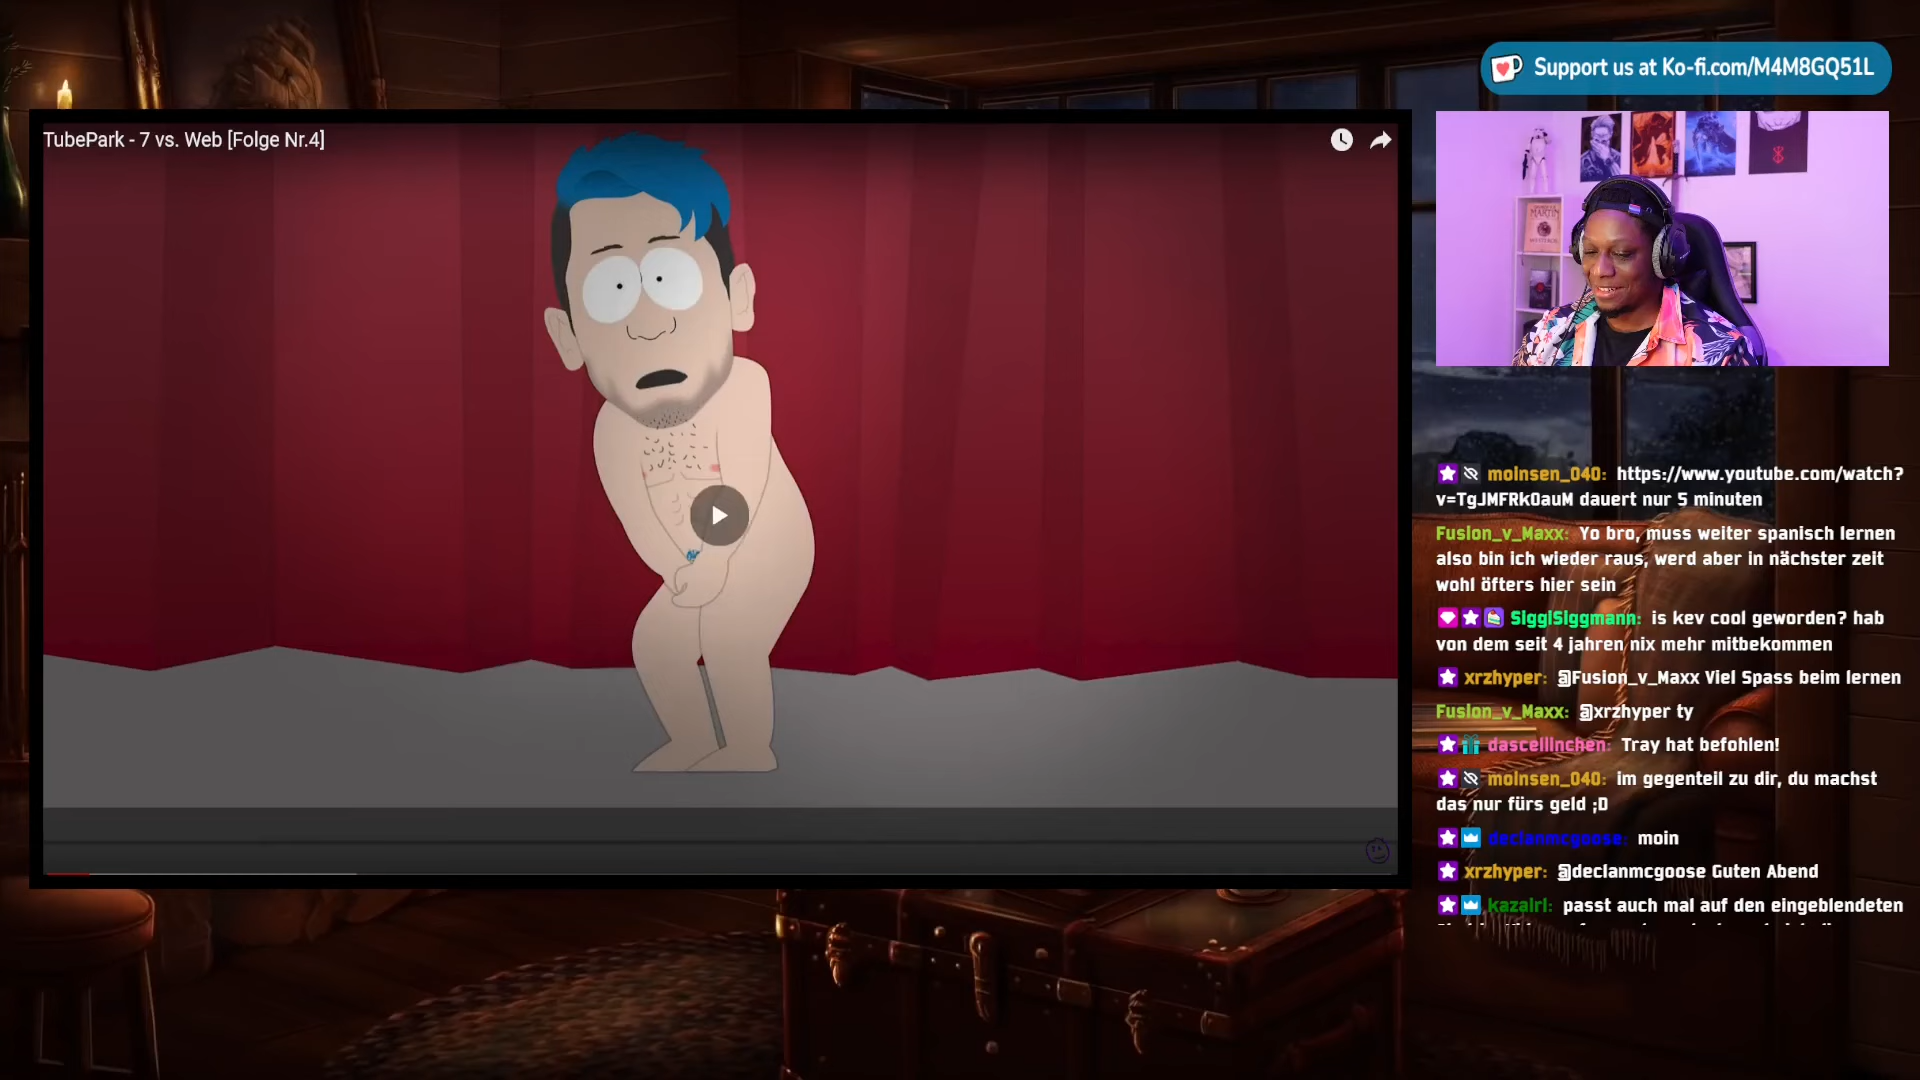 Support us at Ko-fi.com/M4M8GQ51L
TubePark - 7 vs. Web [Folge Nr.4]
MARTIN
moinsen_040: https://www.youtube.com/watch?
v=TgJMFRk0auM dauert nur 5 minuten
Fusion_v_Maxx: Yo bro, muss weiter spanisch lernen
also bin ich wieder raus, werd aber in nächster zeit
wohl öfters hier sein
SiggiSiggmann: is kev cool geworden? hab
von dem seit 4 jahren nix mehr mitbekommen
xrzhyper: @Fusion_v_Maxx Viel Spass beim lernen
Fusion_v_Maxx: @xrzhyper ty
dascellinchen: Tray hat befohlen!
moinsen_040: im gegenteil zu dir, du machst
das nur fürs geld ;D
declanmcgoose: moin
xrzhyper: @declanmcgoose Guten Abend
kazairl: passt auch mal auf den eingeblendeten